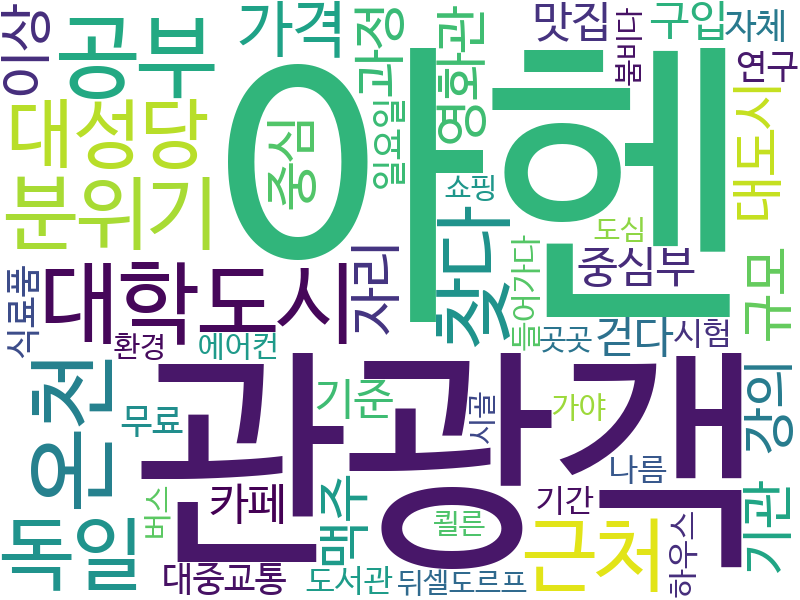 이상
공부
가격
과정
영화관
맛집
붐비다
구입
자체
연구
대성당
아헨
중심
일요일
쇼핑
대도시
분위기
찾다
도심
대학도시
자리
들어가다
중심부
규모
식료품
환경
에어컨
곳곳
걷다
시험
온천
관광객
무료
기준
시골
가야
강의
버스
카페
맥주
쾰른
나름
기간
독일
근처
기관
대중교통
도서관
뒤셀도르프
하우스